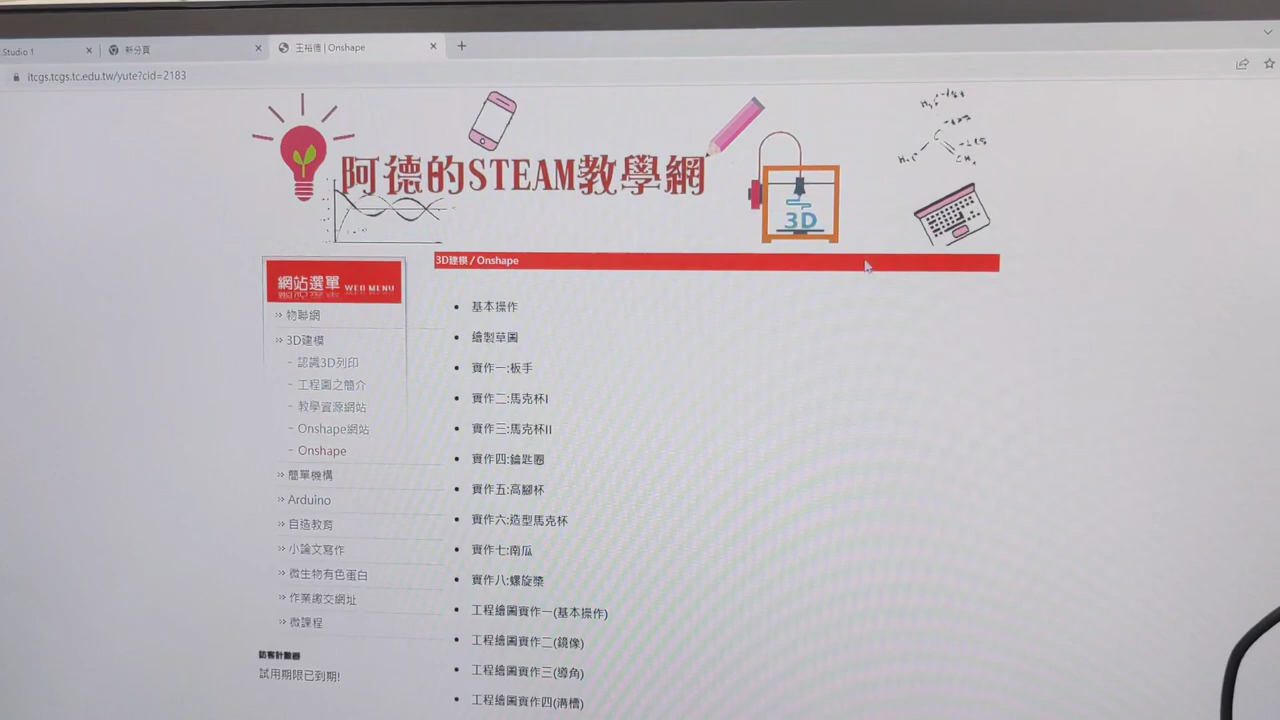 Studio 1
新分頁
王裕德 | Onshape
itcgs.tcgs.tc.edu.tw/yute?cid=2183
阿德的STEAM教學網
3D
網站選單 WEB MENU
物聯網
3D建模
- 認識3D列印
- 工程圖之簡介
- 教學資源網站
- Onshape網站
- Onshape
簡單機構
Arduino
自造教育
小論文寫作
微生物有色蛋白
作業繳交網址
微課程
訪客計數器
試用期限已到期!
3D建模 / Onshape
基本操作
繪製草圖
實作一:板手
實作二:馬克杯I
實作三:馬克杯II
實作四:鑰匙圈
實作五:高腳杯
實作六:造型馬克杯
實作七:南瓜
實作八:螺旋槳
工程繪圖實作一(基本操作)
工程繪圖實作二(鏡像)
工程繪圖實作三(導角)
工程繪圖實作四(溝槽)